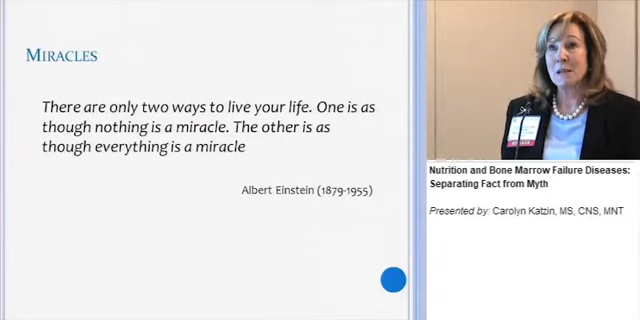 MIRACLES
There are only two ways to live your life. One is as
though nothing is a miracle. The other is as
though everything is a miracle
Albert Einstein (1879-1955)
Nutrition and Bone Marrow Failure Diseases:
Separating Fact from Myth
Presented by: Carolyn Katzin, MS, CNS, MNT